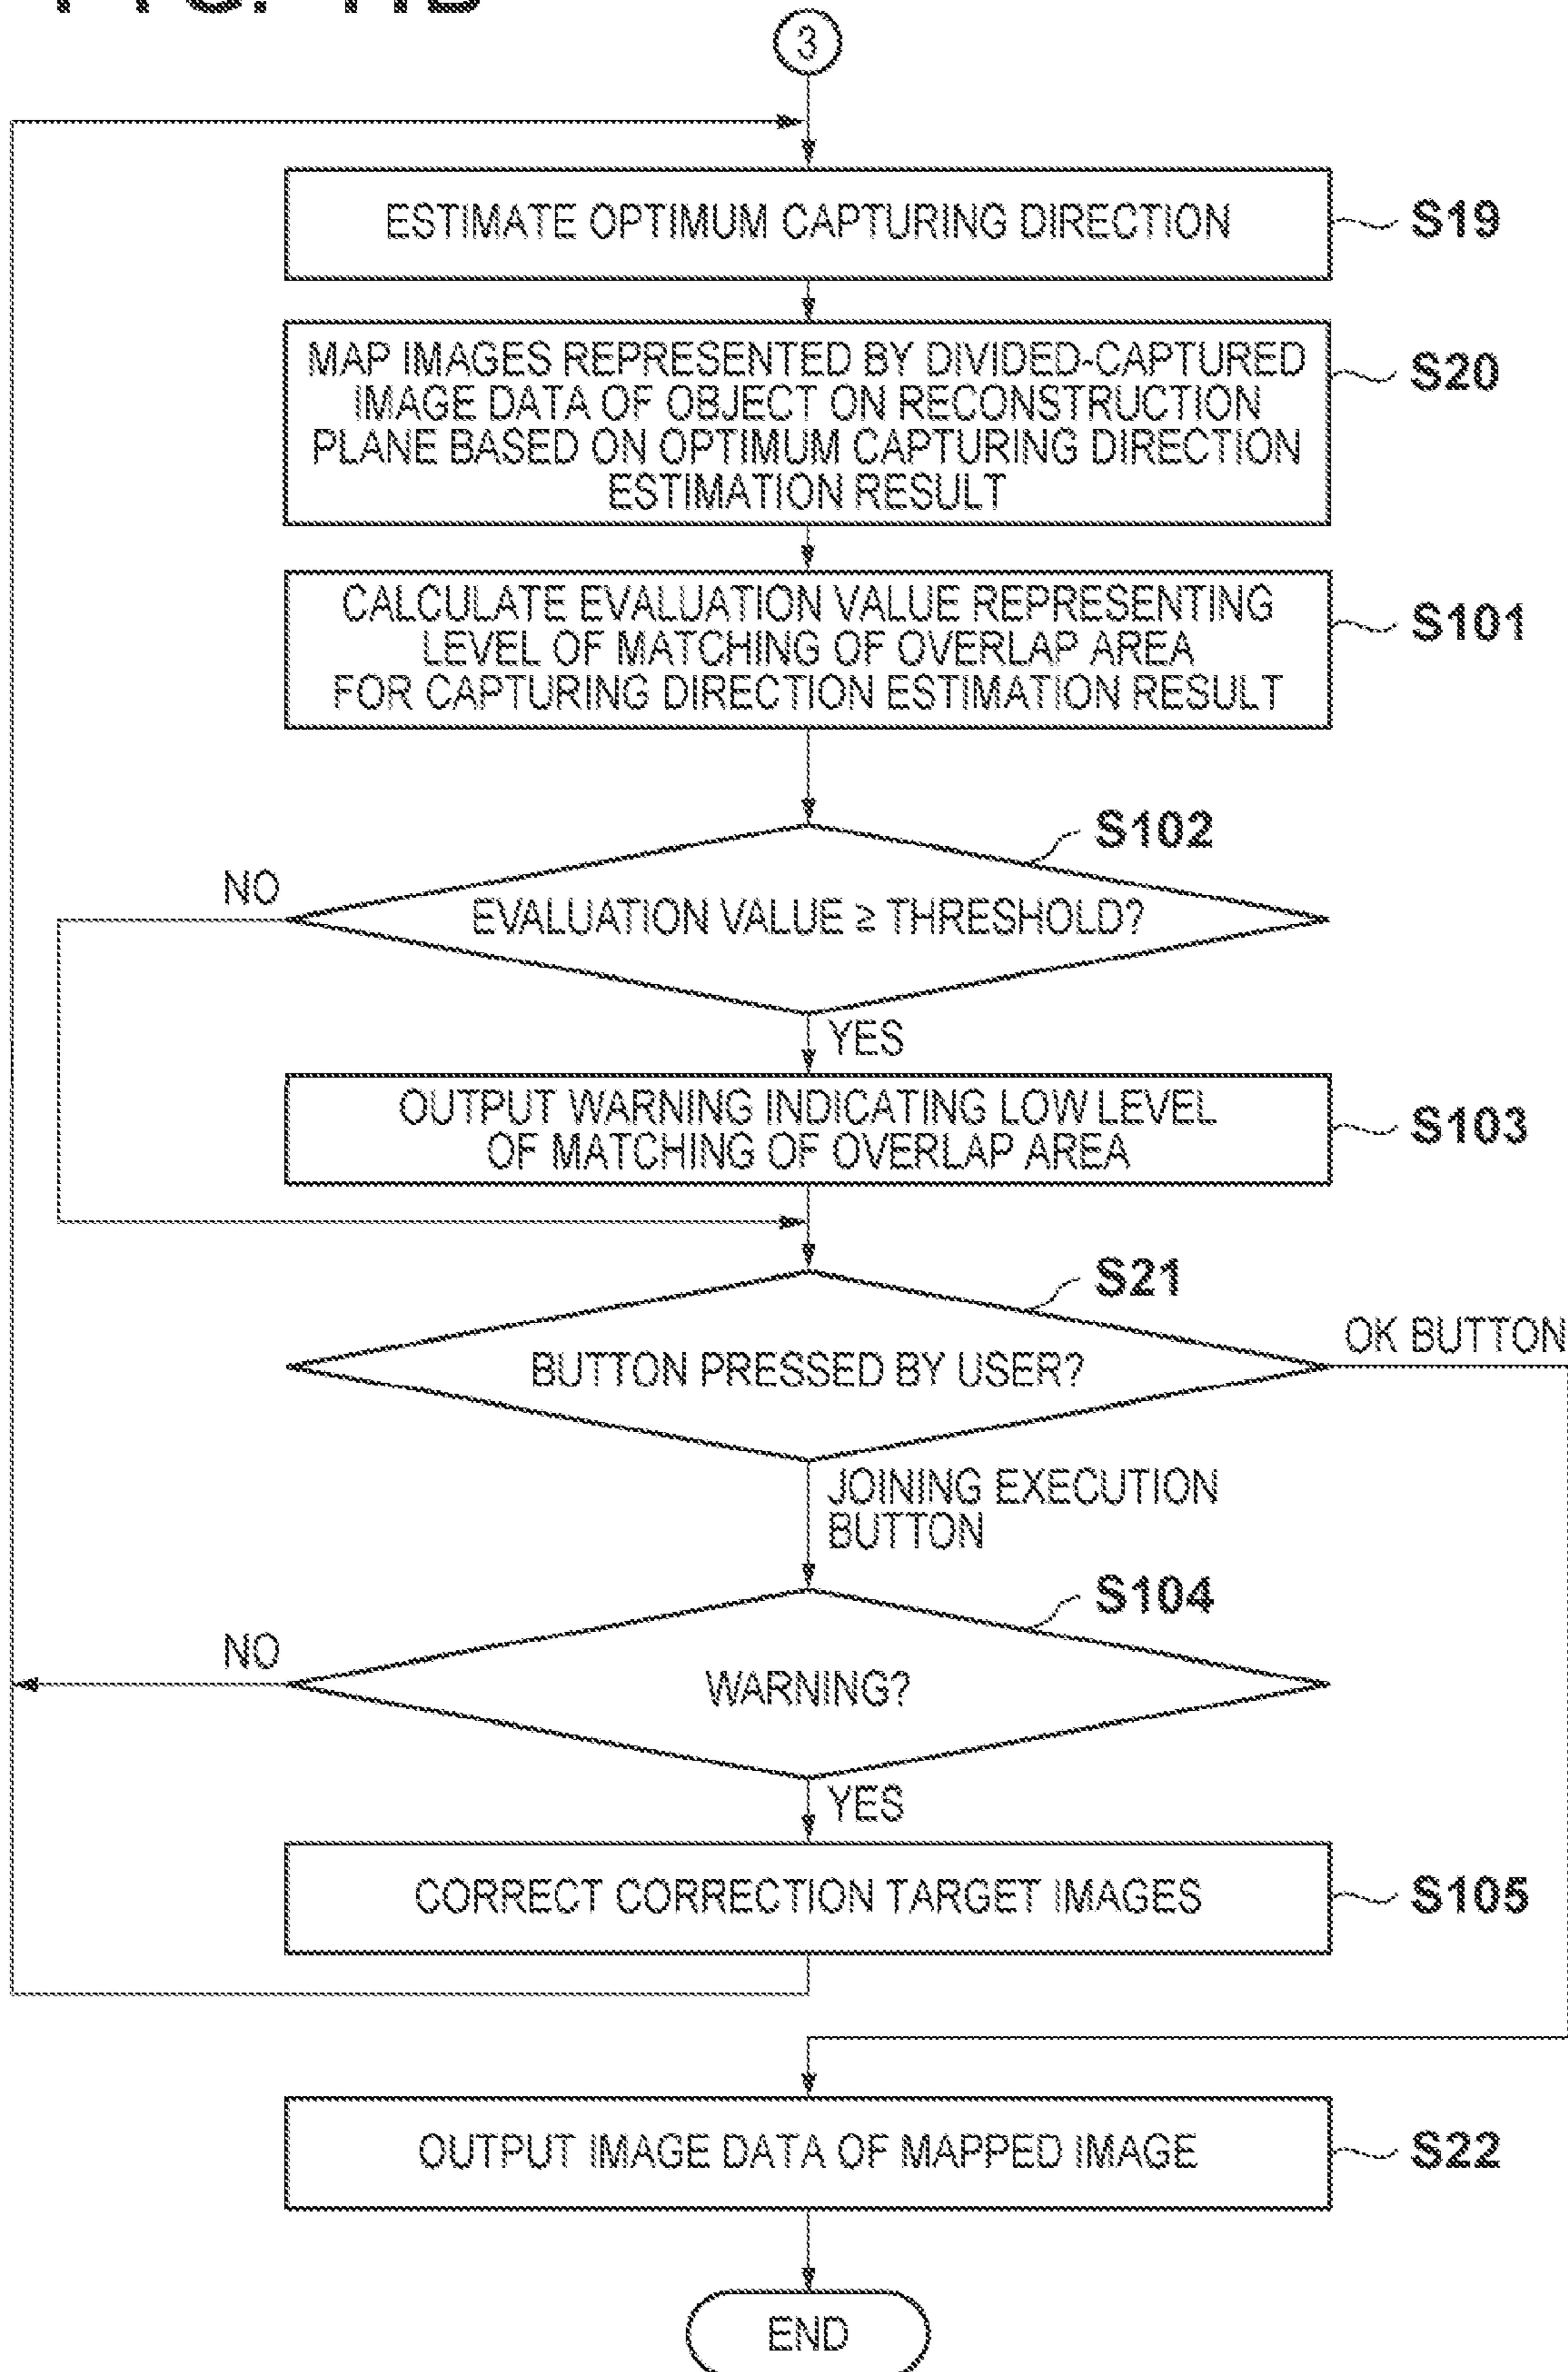 3
ESTIMATE OPTIMUM CAPTURING DIRECTION
S19
MAP IMAGES REPRESENTED BY DIVIDED-CAPTURED
IMAGE DATA OF OBJECT ON RECONSTRUCTION
PLANE BASED ON OPTIMUM CAPTURING DIRECTION
ESTIMATION RESULT
S20
CALCULATE EVALUATION VALUE REPRESENTING
LEVEL OF MATCHING OF OVERLAP AREA
FOR CAPTURING DIRECTION ESTIMATION RESULT
S101
S102
NO
EVALUATION VALUE ≥ THRESHOLD?
YES
OUTPUT WARNING INDICATING LOW LEVEL
OF MATCHING OF OVERLAP AREA
S103
S21
OK BUTTON
BUTTON PRESSED BY USER?
JOINING EXECUTION
BUTTON
S104
NO
WARNING?
YES
CORRECT CORRECTION TARGET IMAGES
S105
OUTPUT IMAGE DATA OF MAPPED IMAGE
S22
END